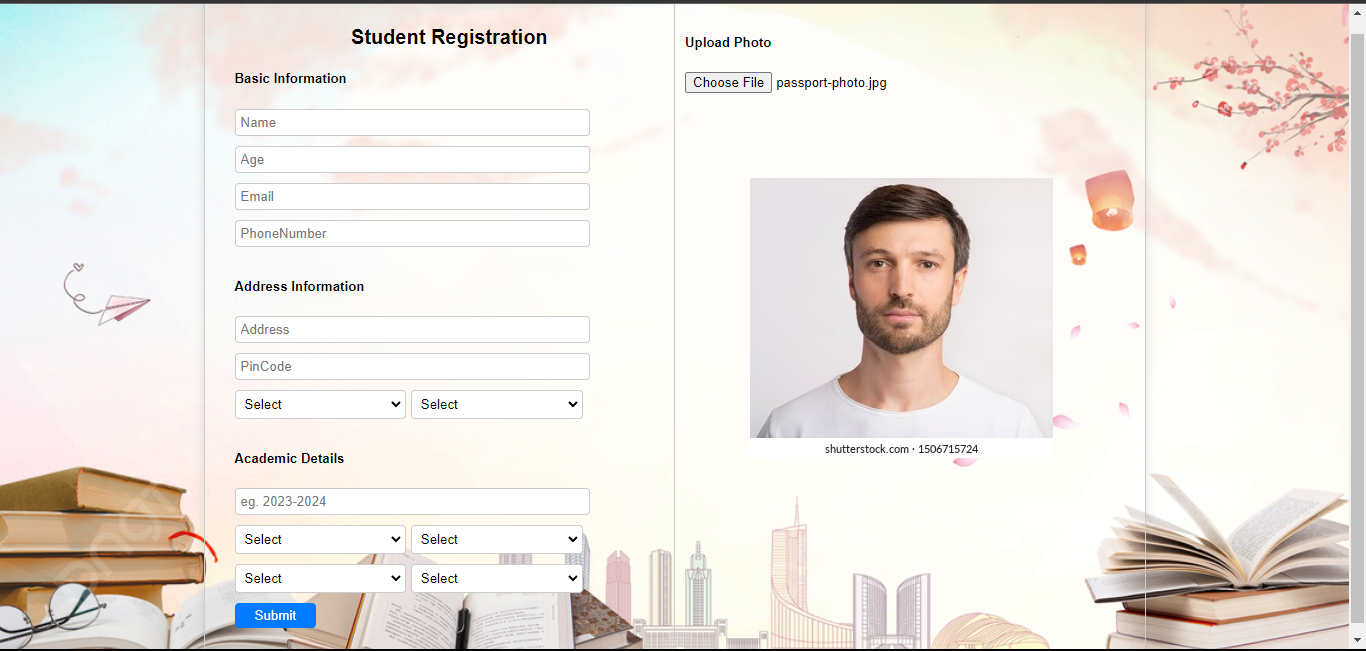 Student Registration
Basic Information
Name
Age
Email
PhoneNumber
Address Information
Address
PinCode
Select Select
Academic Details
eg. 2023-2024
Select Select
Select Select
Submit
Upload Photo
Choose File passport-photo.jpg
shutterstock.com · 1506715724